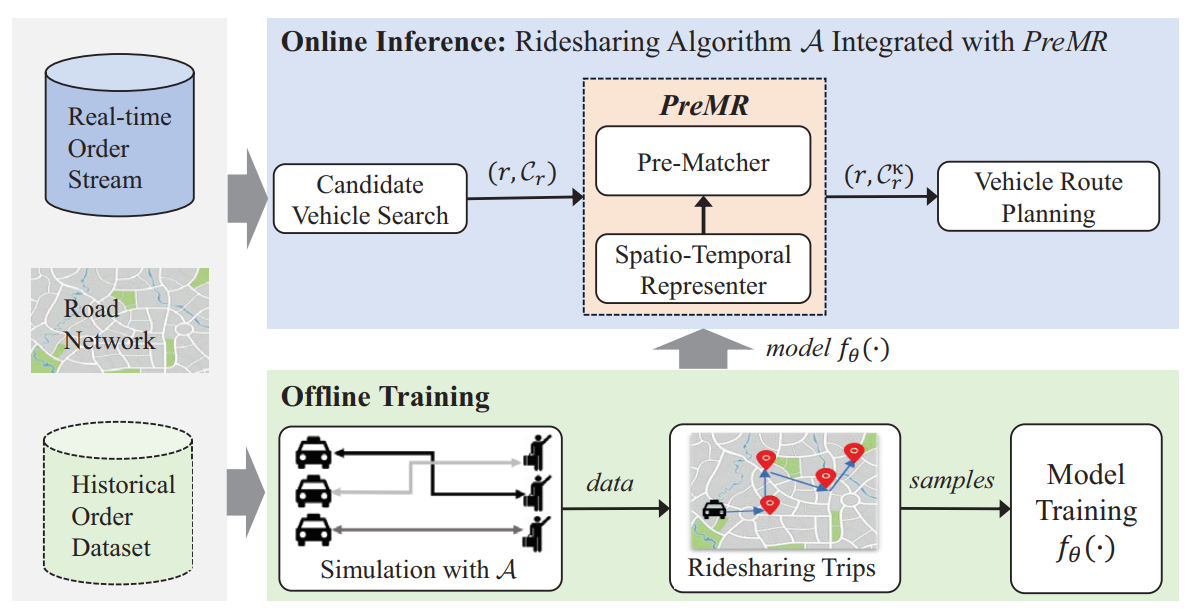 Real-time
Order
Stream
Road
Network
Historical
Order
Dataset
Online Inference: Ridesharing Algorithm 𝒜 Integrated with PreMR
Candidate
Vehicle Search
(r, 𝒞ᵣ)
PreMR
Pre-Matcher
Spatio-Temporal
Representer
(r, 𝒞ᵣᴷ)
Vehicle Route
Planning
model f_θ(·)
Offline Training
Simulation with 𝒜
data
Ridesharing Trips
samples
Model
Training
f_θ(·)